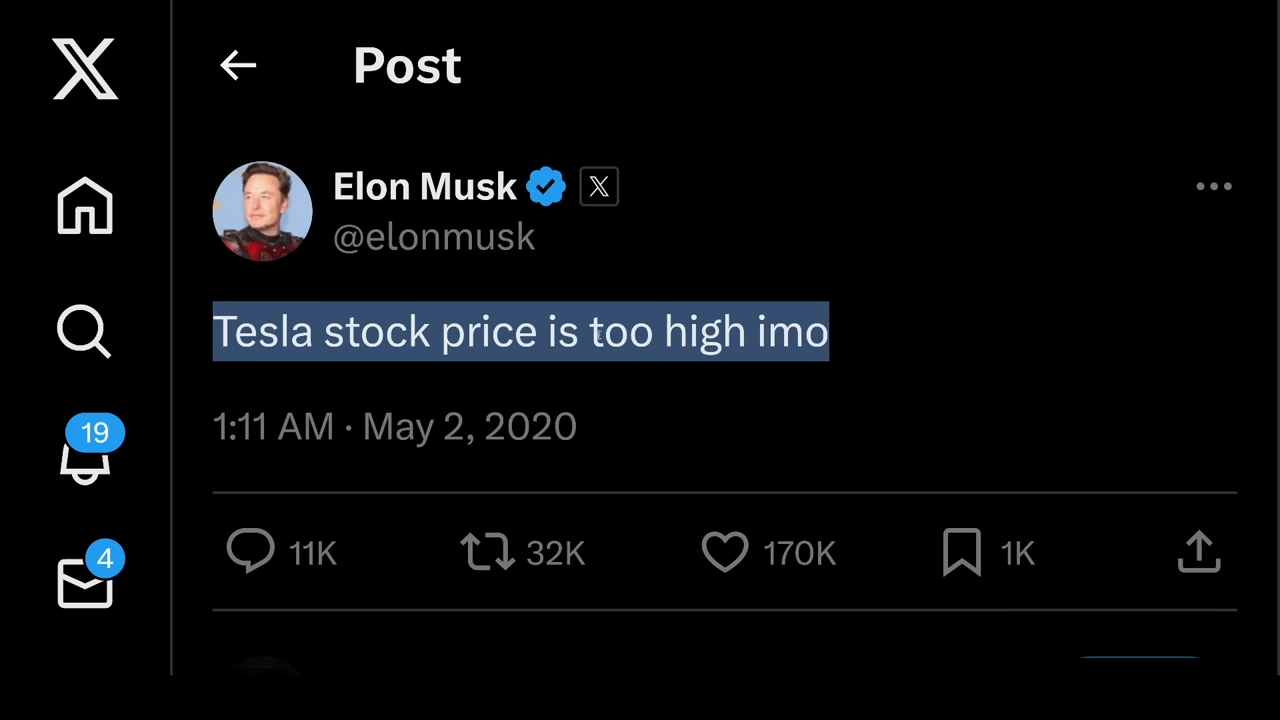 Post
Elon Musk
@elonmusk
Tesla stock price is too high imo
1:11 AM · May 2, 2020
19
4
11K
32K
170K
1K